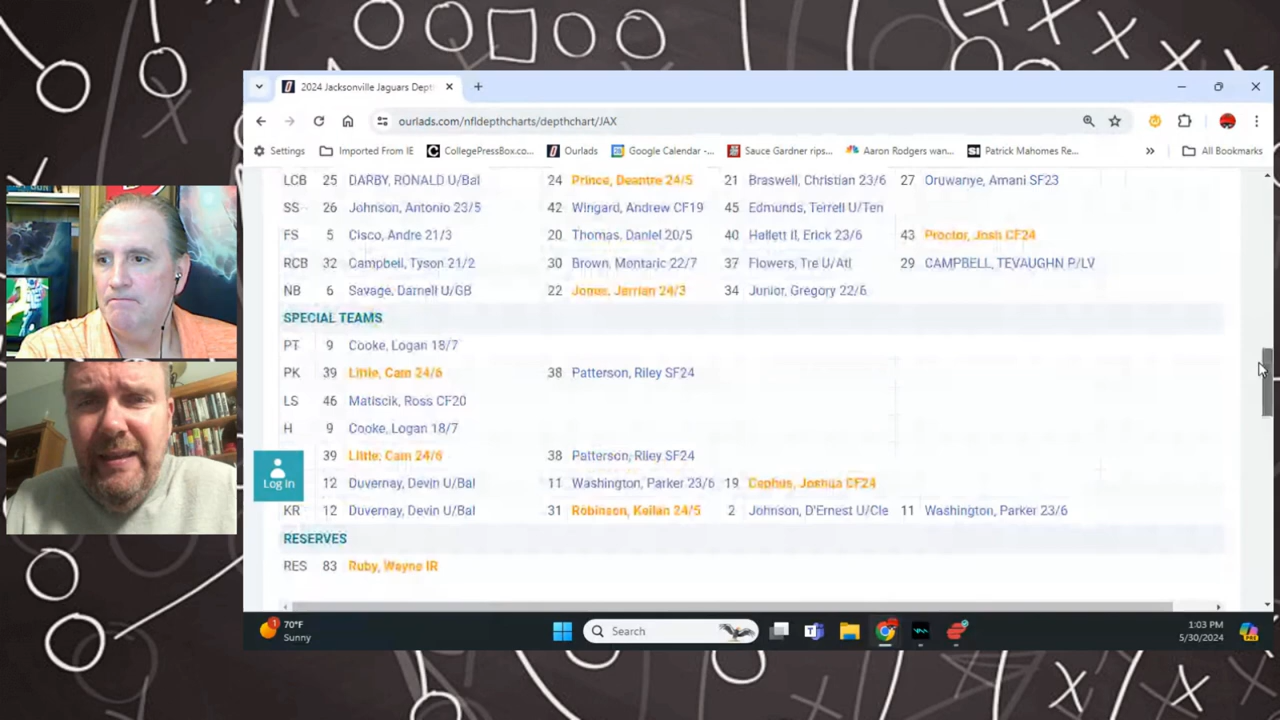 2024 Jacksonville Jaguars Dept
ourlads.com/nfldepthcharts/depthchart/JAX
Settings Imported From IE CollegePressBox.co... Ourlads Google Calendar -... Sauce Gardner rips... Aaron Rodgers wan... Patrick Mahomes Re... » All Bookmarks
LCB 25 DARBY, RONALD U/Bal 24 Prince, Deantre 24/5 21 Braswell, Christian 23/6 27 Oruwariye, Amani SF23
SS 26 Johnson, Antonio 23/5 42 Wingard, Andrew CF19 45 Edmunds, Terrell U/Ten
FS 5 Cisco, Andre 21/3 20 Thomas, Daniel 20/5 40 Hallett II, Erick 23/6 43 Proctor, Josh CF24
RCB 32 Campbell, Tyson 21/2 30 Brown, Montaric 22/7 37 Flowers, Tre U/Atl 29 CAMPBELL, TEVAUGHN P/LV
NB 6 Savage, Darnell U/GB 22 Jones, Jarrian 24/3 34 Junior, Gregory 22/6
SPECIAL TEAMS
PT 9 Cooke, Logan 18/7
PK 39 Little, Cam 24/6 38 Patterson, Riley SF24
LS 46 Matiscik, Ross CF20
H 9 Cooke, Logan 18/7
39 Little, Cam 24/6 38 Patterson, Riley SF24
12 Duvernay, Devin U/Bal 11 Washington, Parker 23/6 19 Cephus, Joshua CF24
KR 12 Duvernay, Devin U/Bal 31 Robinson, Keilan 24/5 2 Johnson, D'Ernest U/Cle 11 Washington, Parker 23/6
RESERVES
RES 83 Ruby, Wayne IR
Log In
1
70°F
Sunny
Search
1:03 PM
5/30/2024